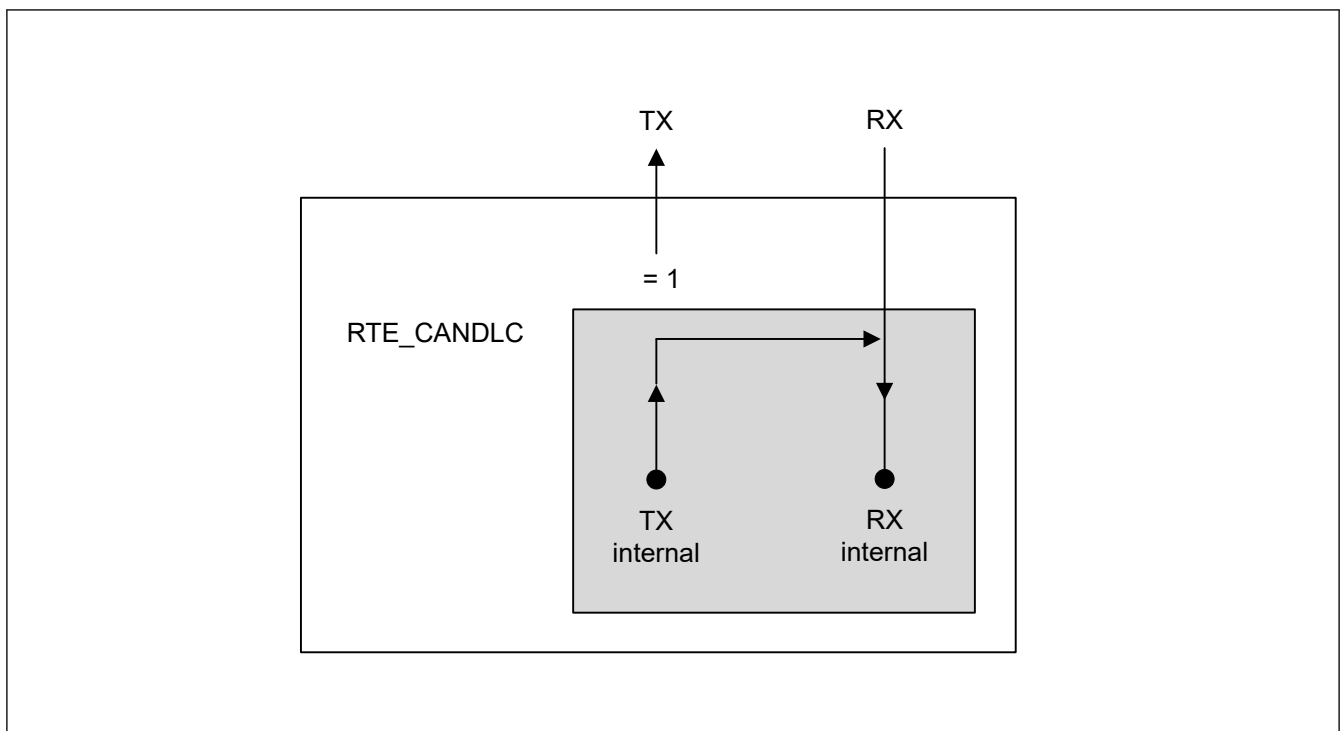 TX
RX
= 1
RTE_CANDLC
TX
internal
RX
internal